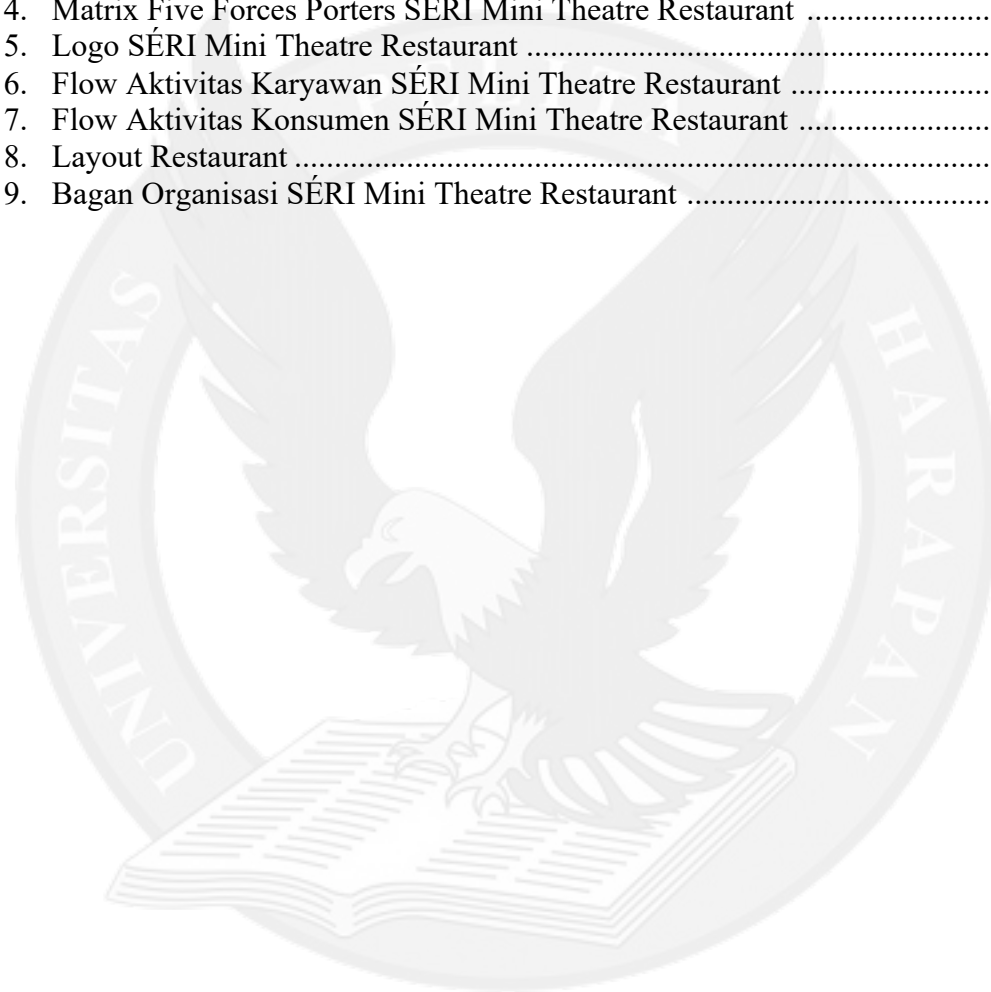 4. Matrix Five Forces Porters SÉRI Mini Theatre Restaurant ............................
5. Logo SÉRI Mini Theatre Restaurant .......................................................................
6. Flow Aktivitas Karyawan SÉRI Mini Theatre Restaurant ..............................
7. Flow Aktivitas Konsumen SÉRI Mini Theatre Restaurant .............................
8. Layout Restaurant ..........................................................................................................
9. Bagan Organisasi SÉRI Mini Theatre Restaurant ..............................................
UNIVERSITAS
PELITA
HARAPAN